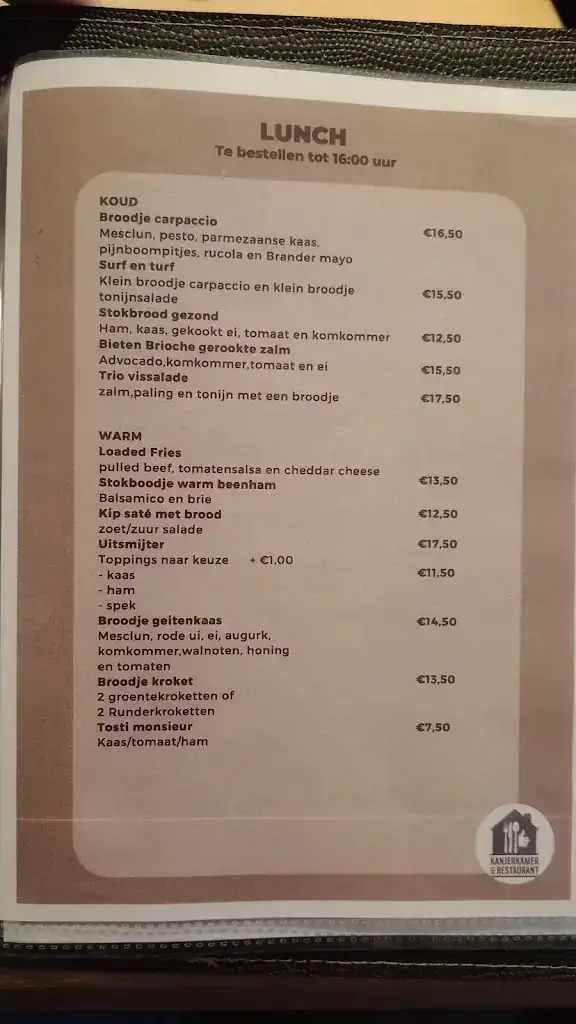 LUNCH
Te bestellen tot 16:00 uur
KOUD
Broodje carpaccio
Mesclun, pesto, parmezaanse kaas, €16,50
pijnboompitjes, rucola en Brander mayo
Surf en turf
Klein broodje carpaccio en klein broodje €15,50
tonijnsalade
Stokbrood gezond
Ham, kaas, gekookt ei, tomaat en komkommer €12,50
Bieten Brioche gerookte zalm
Advocado,komkommer,tomaat en ei €15,50
Trio vissalade
zalm,paling en tonijn met een broodje €17,50
WARM
Loaded Fries
pulled beef, tomatensalsa en cheddar cheese
Stokboodje warm beenham €13,50
Balsamico en brie
Kip saté met brood €12,50
zoet/zuur salade
Uitsmijter €17,50
Toppings naar keuze + €1,00
- kaas €11,50
- ham
- spek
Broodje geitenkaas €14,50
Mesclun, rode ui, ei, augurk,
komkommer,walnoten, honing
en tomaten
Broodje kroket €13,50
2 groentekroketten of
2 Runderkroketten
Tosti monsieur €7,50
Kaas/tomaat/ham
KANJERKAMER
RESTAURANT